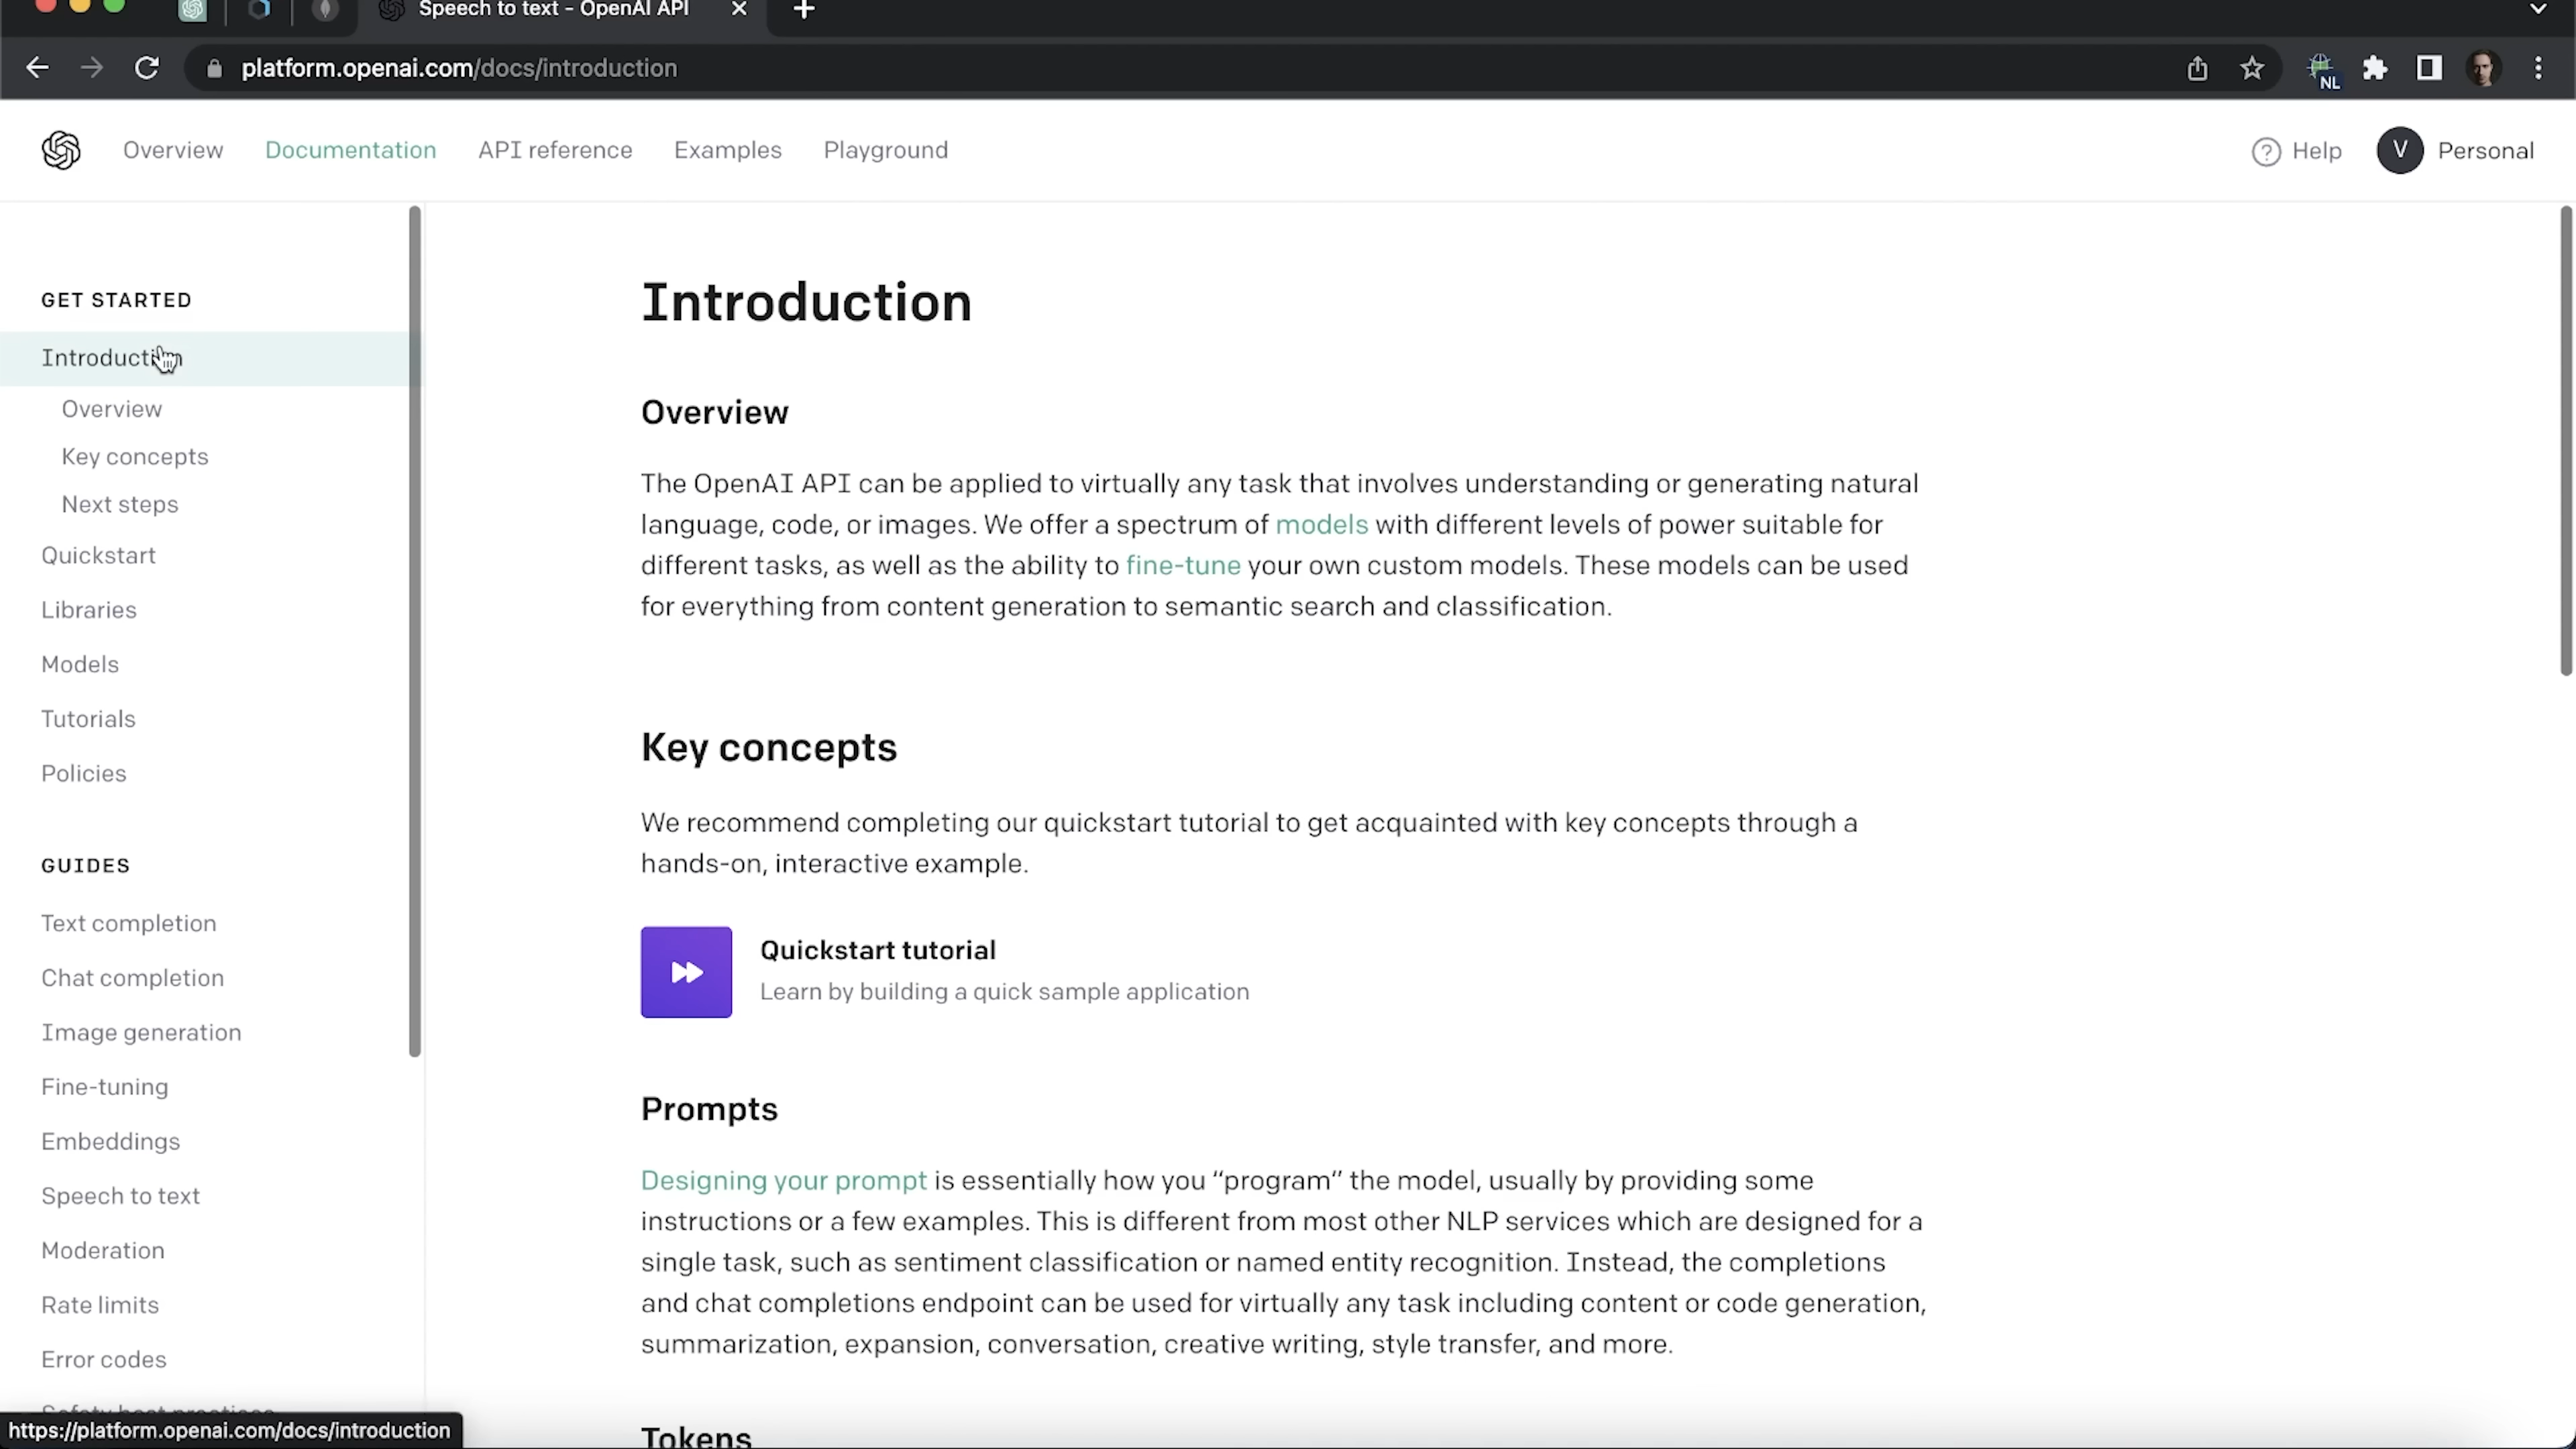 Speech to text - OpenAI API
platform.openai.com/docs/introduction
NL
Overview
Documentation
API reference
Examples
Playground
Help
V
Personal
GET STARTED
Introduction
Overview
Key concepts
Next steps
Quickstart
Libraries
Models
Tutorials
Policies
GUIDES
Text completion
Chat completion
Image generation
Fine-tuning
Embeddings
Speech to text
Moderation
Rate limits
Error codes
Safety best practices
https://platform.openai.com/docs/introduction
Introduction
Overview
The OpenAI API can be applied to virtually any task that involves understanding or generating natural
language, code, or images. We offer a spectrum of models with different levels of power suitable for
different tasks, as well as the ability to fine-tune your own custom models. These models can be used
for everything from content generation to semantic search and classification.
Key concepts
We recommend completing our quickstart tutorial to get acquainted with key concepts through a
hands-on, interactive example.
Quickstart tutorial
Learn by building a quick sample application
Prompts
Designing your prompt is essentially how you “program” the model, usually by providing some
instructions or a few examples. This is different from most other NLP services which are designed for a
single task, such as sentiment classification or named entity recognition. Instead, the completions
and chat completions endpoint can be used for virtually any task including content or code generation,
summarization, expansion, conversation, creative writing, style transfer, and more.
Tokens